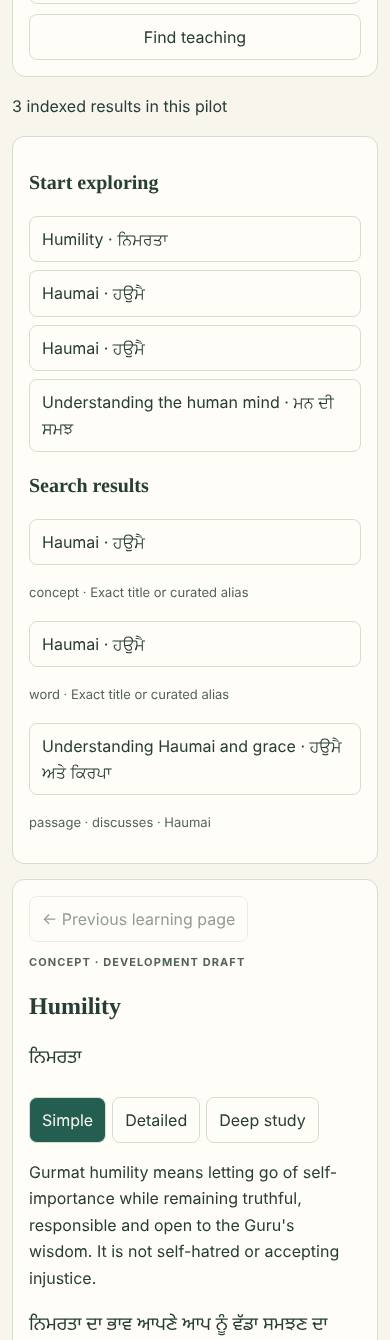 Find teaching
3 indexed results in this pilot
Start exploring
Humility · ਨਿਮਰਤਾ
Haumai · ਹਉਮੈ
Haumai · ਹਉਮੈ
Understanding the human mind · ਮਨ ਦੀ
ਸਮਝ
Search results
Haumai · ਹਉਮੈ
concept · Exact title or curated alias
Haumai · ਹਉਮੈ
word · Exact title or curated alias
Understanding Haumai and grace · ਹਉਮੈ
ਅਤੇ ਕਿਰਪਾ
passage · discusses · Haumai
← Previous learning page
CONCEPT · DEVELOPMENT DRAFT
Humility
ਨਿਮਰਤਾ
Simple
Detailed
Deep study
Gurmat humility means letting go of self-
importance while remaining truthful,
responsible and open to the Guru's
wisdom. It is not self-hatred or accepting
injustice.
ਨਿਮਰਤਾ ਦਾ ਭਾਵ ਆਪਣੇ ਆਪ ਨੂੰ ਵੱਡਾ ਸਮਝਣ ਦਾ